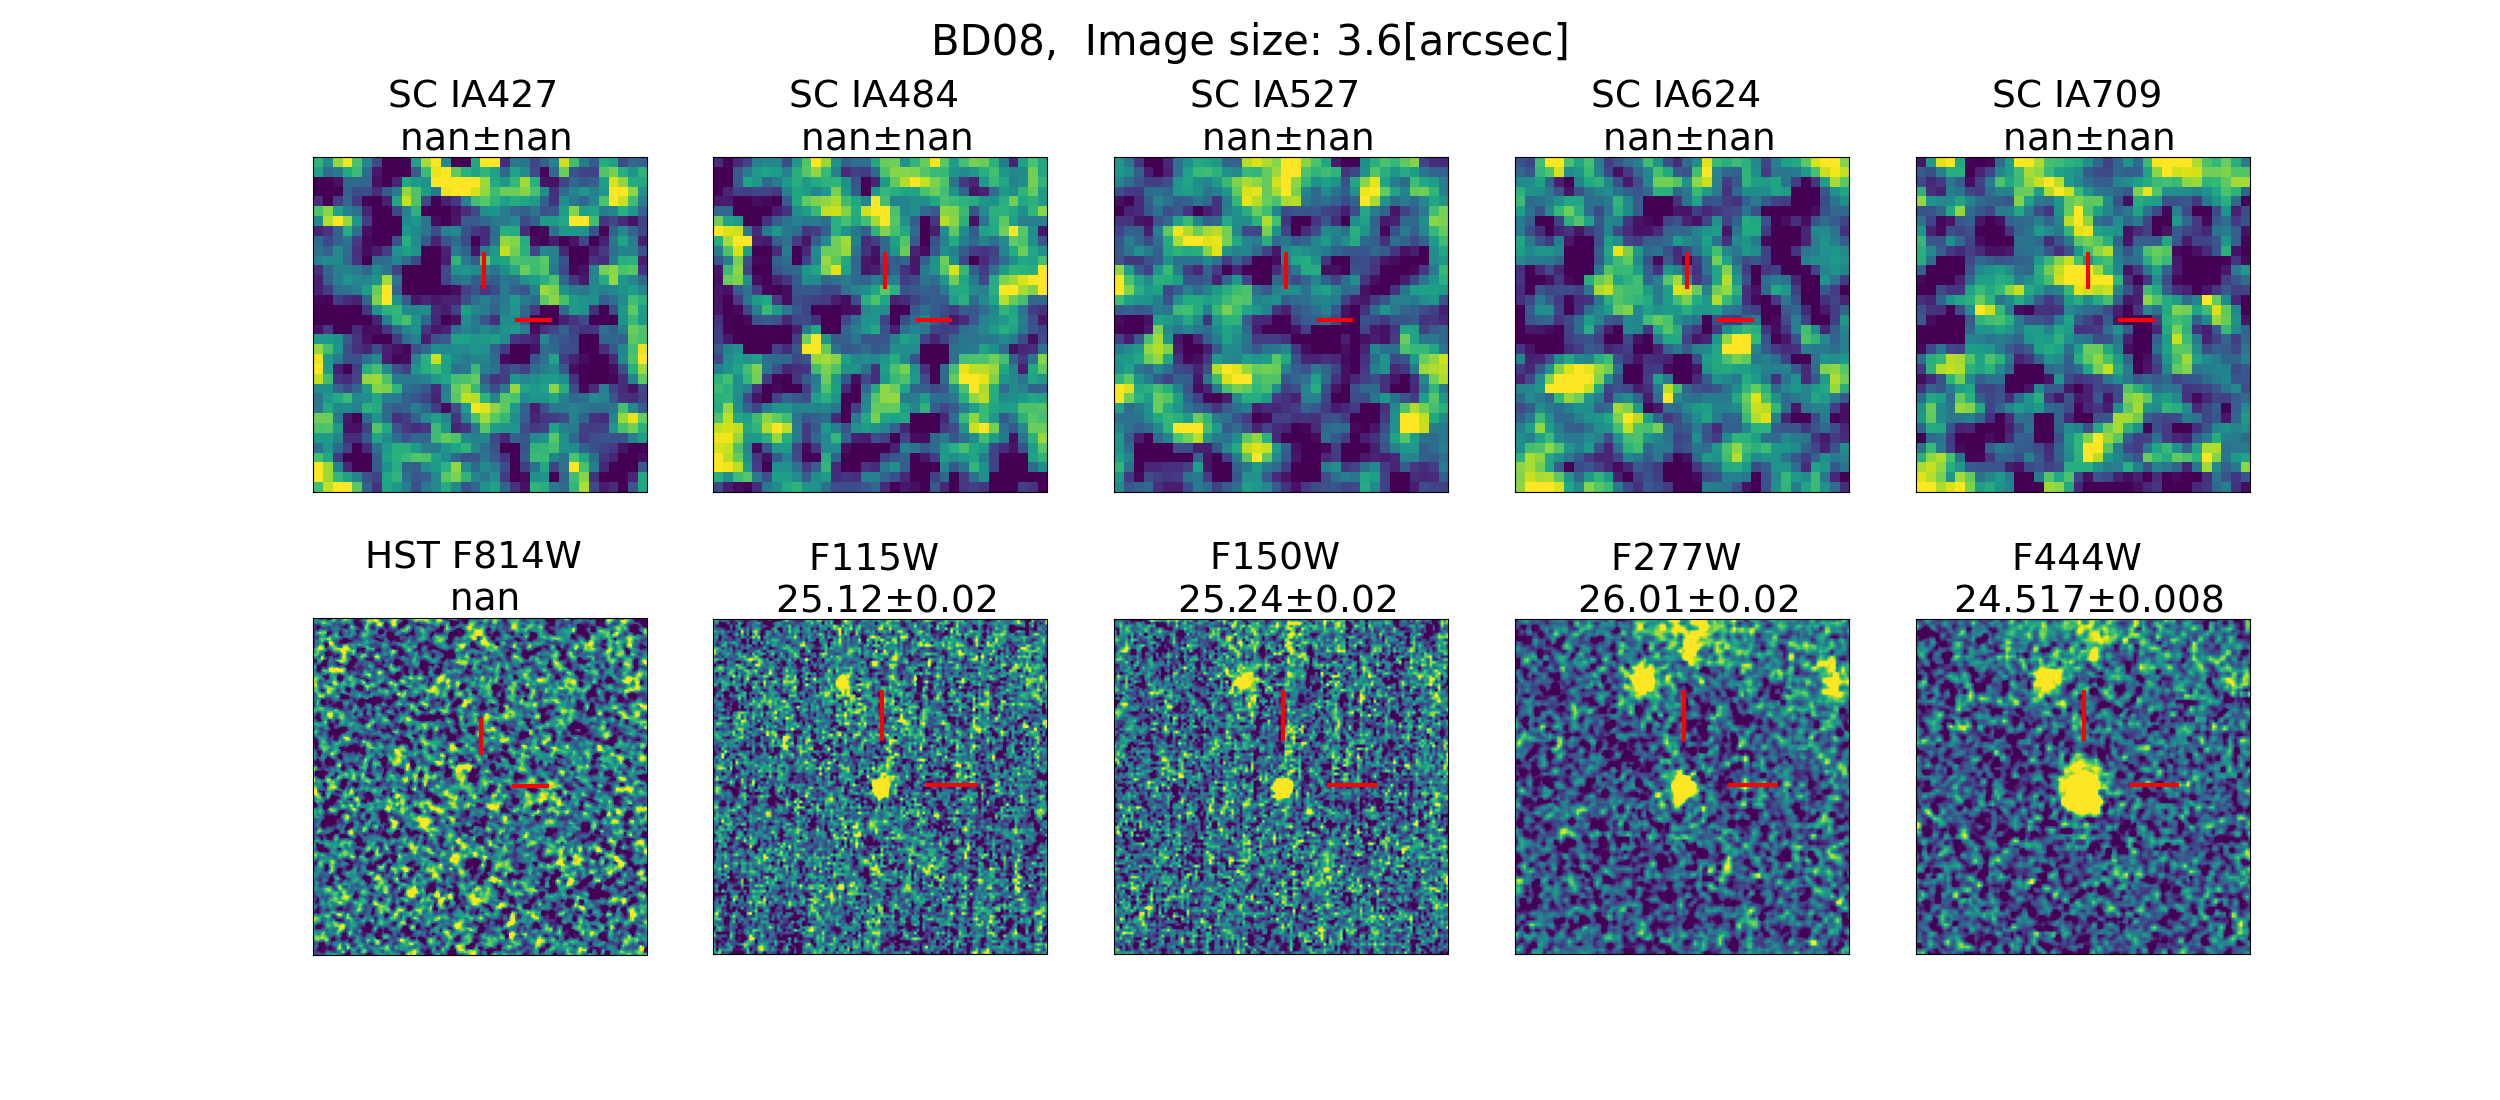 BD08,  Image size: 3.6[arcsec]
SC IA427
nan±nan
SC IA484
nan±nan
SC IA527
nan±nan
SC IA624
nan±nan
SC IA709
nan±nan
HST F814W
nan
F115W
25.12±0.02
F150W
25.24±0.02
F277W
26.01±0.02
F444W
24.517±0.008